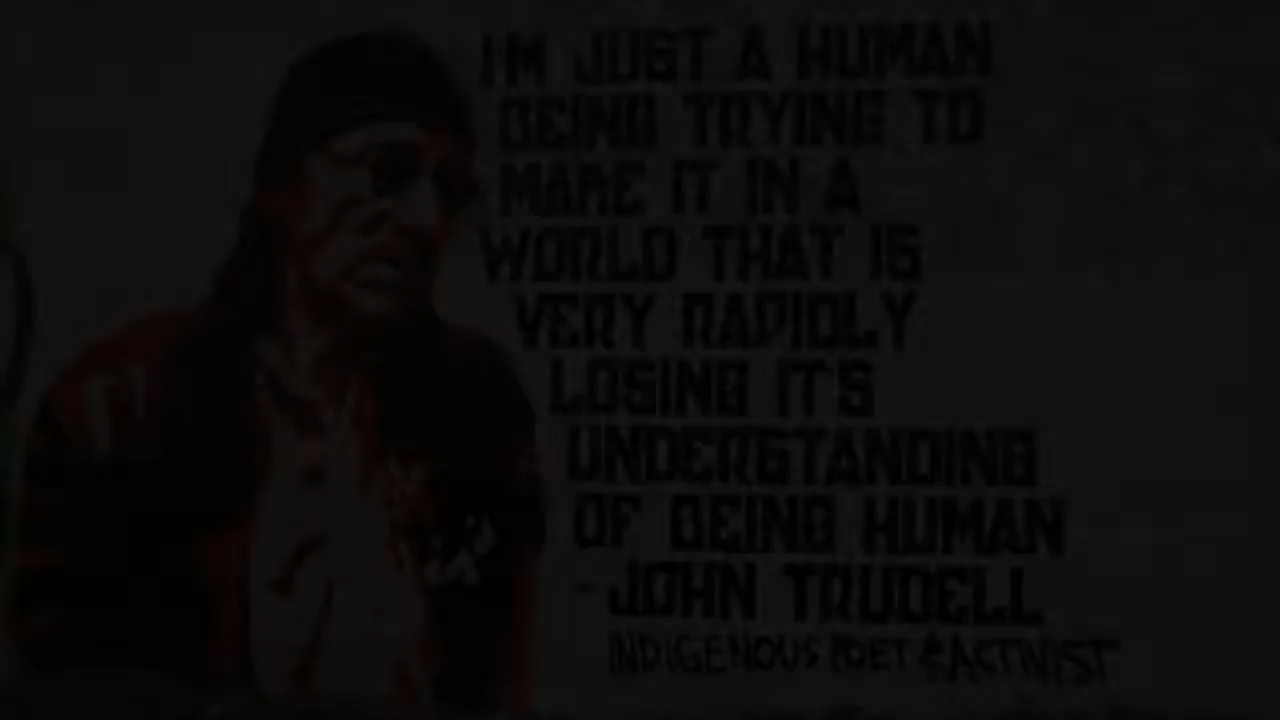 I'M JUST A HUMAN
BEING TRYING TO
MAKE IT IN A
WORLD THAT IS
VERY RAPIDLY
LOSING IT'S
UNDERSTANDING
OF BEING HUMAN
-JOHN TRUDELL
INDIGENOUS POET & ACTIVIST